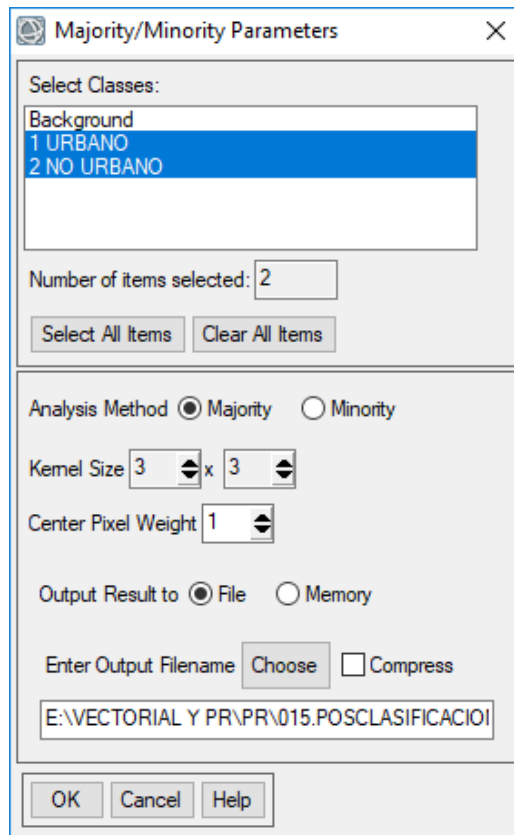 Majority/Minority Parameters
Select Classes:
Background
1 URBANO
2 NO URBANO
Number of items selected: 2
Select All Items Clear All Items
Analysis Method Majority Minority
Kernel Size 3 x 3
Center Pixel Weight 1
Output Result to File Memory
Enter Output Filename Choose Compress
E:\VECTORIAL Y PR\PR\015.POSCLASIFICACIOI
OK Cancel Help